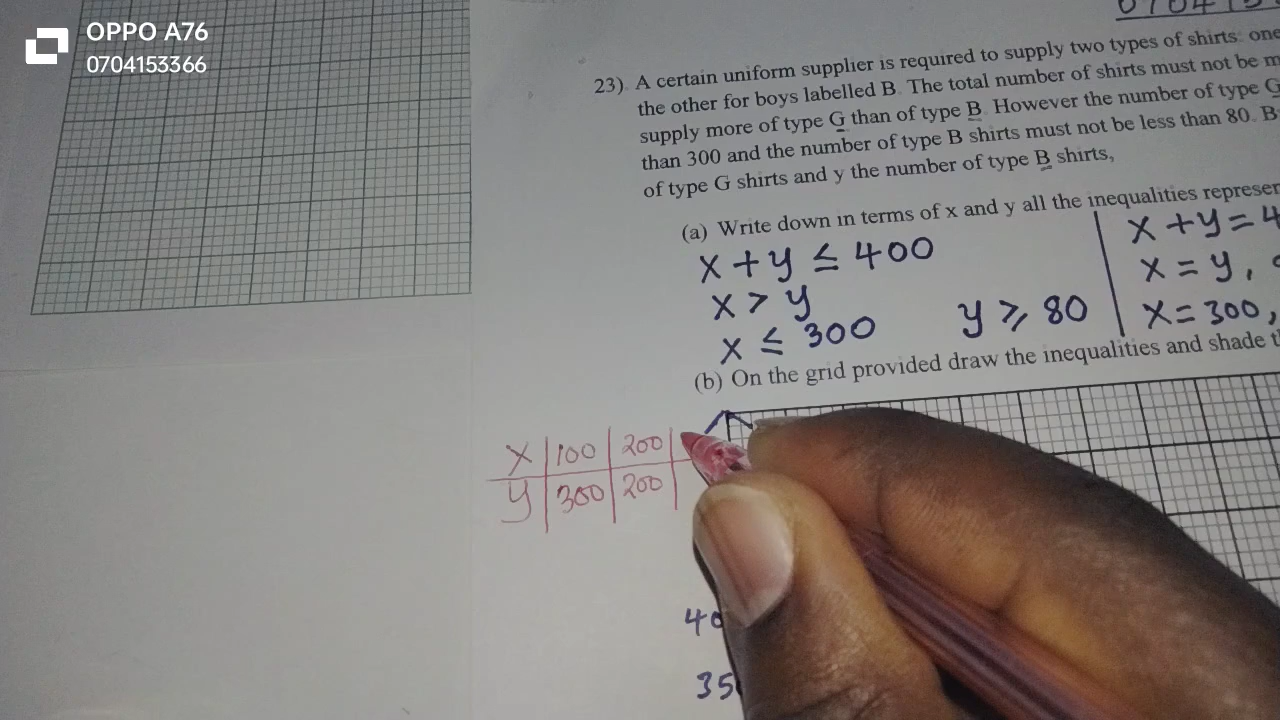 OPPO A76
0704153366
23) A certain uniform supplier is required to supply two types of shirts: one
the other for boys labelled B. The total number of shirts must not be m
supply more of type G than of type B. However the number of type G
than 300 and the number of type B shirts must not be less than 80. B
of type G shirts and y the number of type B shirts,
(a) Write down in terms of x and y all the inequalities represen
x + y ≤ 400
x > y
x ≤ 300 y ≥ 80
x + y = 4
x = y,
x = 300,
(b) On the grid provided draw the inequalities and shade t
x | 100 | 200 |
y | 300 | 200 |
40
35